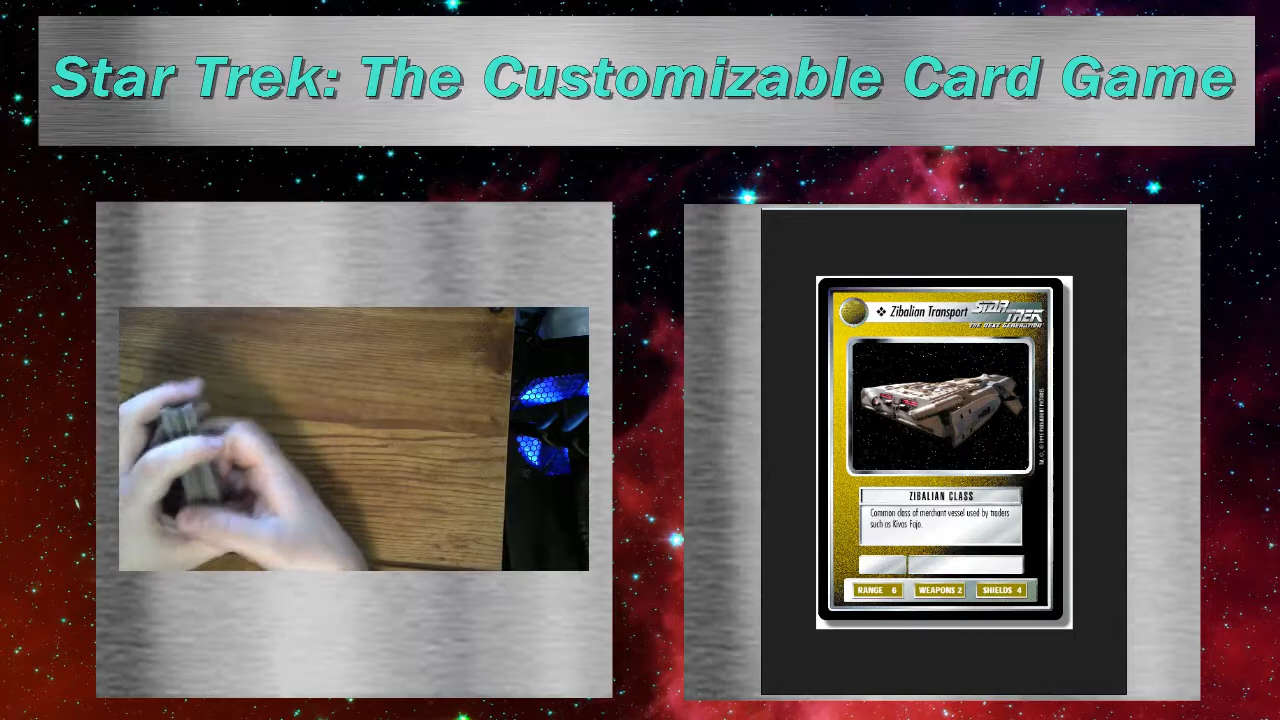 Star Trek: The Customizable Card Game
❖ Zibalian Transport
STAR TREK
THE NEXT GENERATION
ZIBALIAN CLASS
Common class of merchant vessel used by traders
such as Kivas Fajo.
RANGE 6 WEAPONS 2 SHIELDS 4